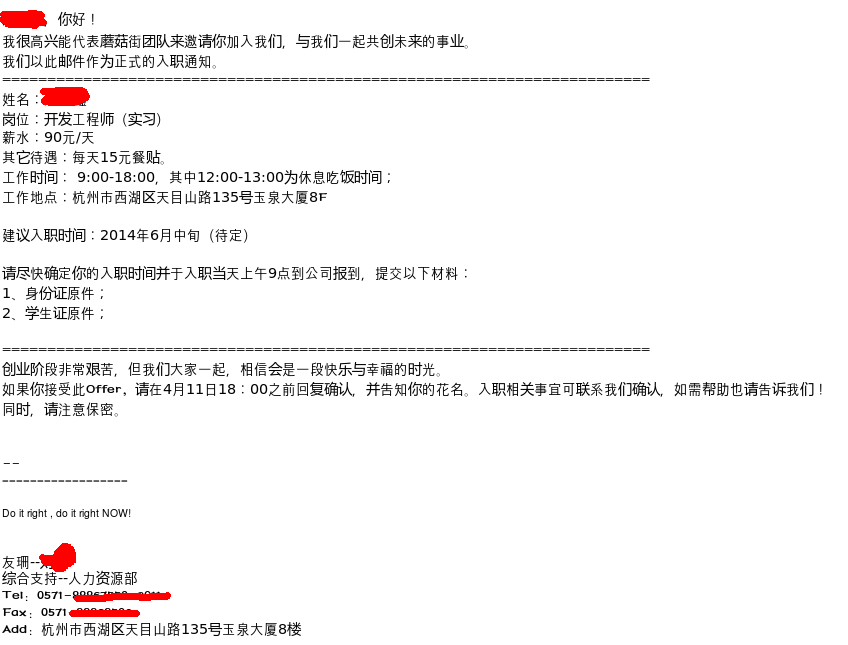 你好！
我很高兴能代表蘑菇街团队来邀请你加入我们，与我们一起共创未来的事业。
我们以此邮件作为正式的入职通知。
========================================================================
姓名：
岗位：开发工程师（实习）
薪水：90元/天
其它待遇：每天15元餐贴。
工作时间： 9:00-18:00，其中12:00-13:00为休息吃饭时间；
工作地点：杭州市西湖区天目山路135号玉泉大厦8F
建议入职时间：2014年6月中旬（待定）
请尽快确定你的入职时间并于入职当天上午9点到公司报到，提交以下材料：
1、身份证原件；
2、学生证原件；
========================================================================
创业阶段非常艰苦，但我们大家一起，相信会是一段快乐与幸福的时光。
如果你接受此Offer，请在4月11日18：00之前回复确认，并告知你的花名。入职相关事宜可联系我们确认，如需帮助也请告诉我们！
同时，请注意保密。
--
------------------
Do it right , do it right NOW!
友珊--
综合支持--人力资源部
Tel：0571-
Fax：0571
Add：杭州市西湖区天目山路135号玉泉大厦8楼